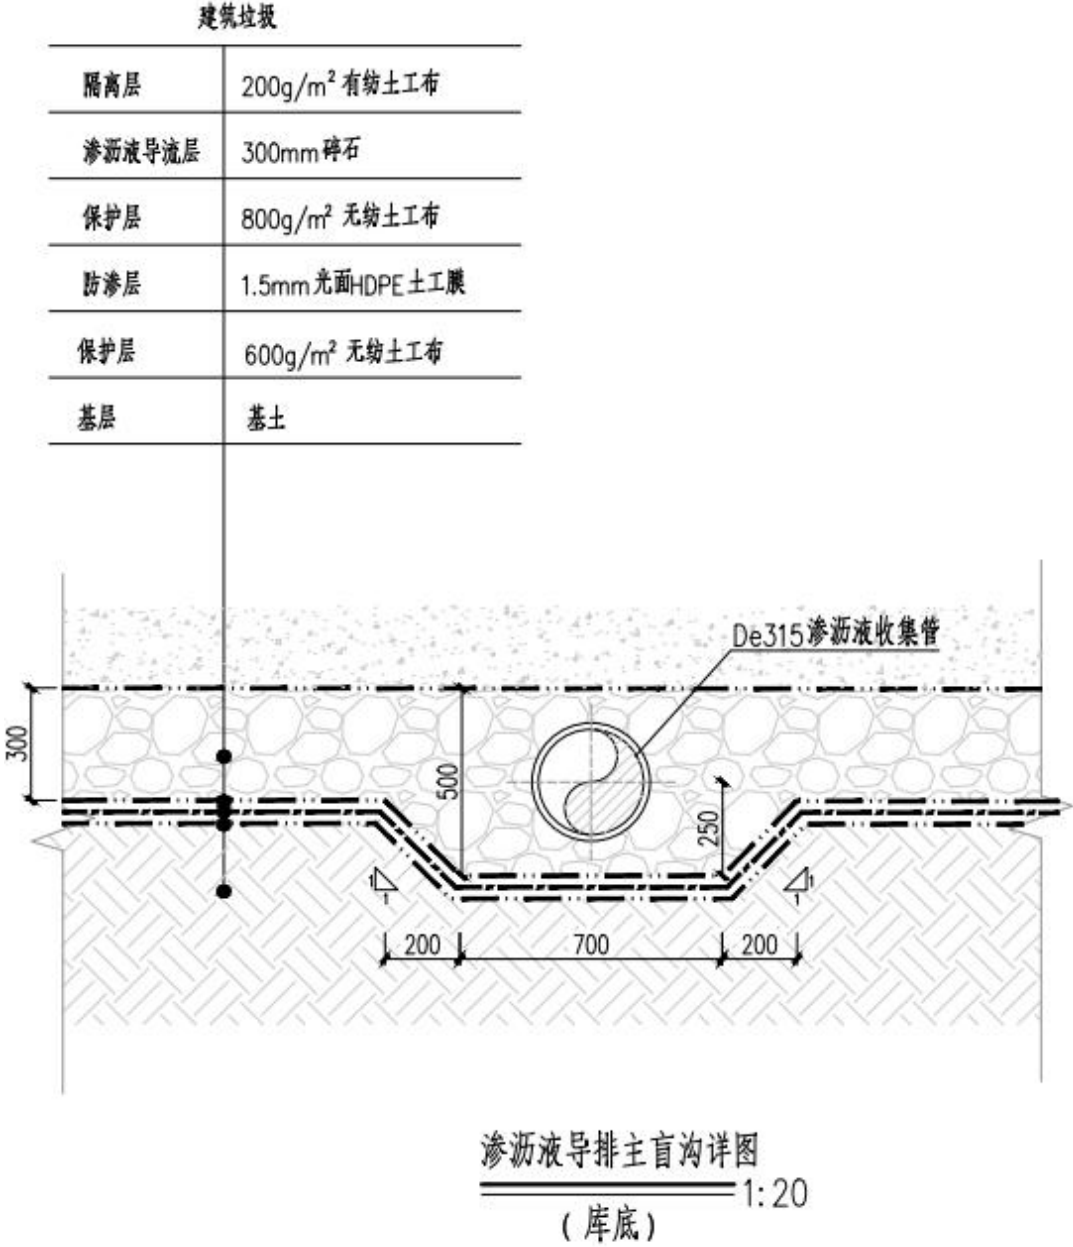 建筑垃圾
隔离层 200g/m² 有纺土工布
渗沥液导流层 300mm碎石
保护层 800g/m² 无纺土工布
防渗层 1.5mm光面HDPE土工膜
保护层 600g/m² 无纺土工布
基层 基土
De315渗沥液收集管
300
500
250
1
1
1
1
200 700 200
渗沥液导排主盲沟详图
1:20
(库底)